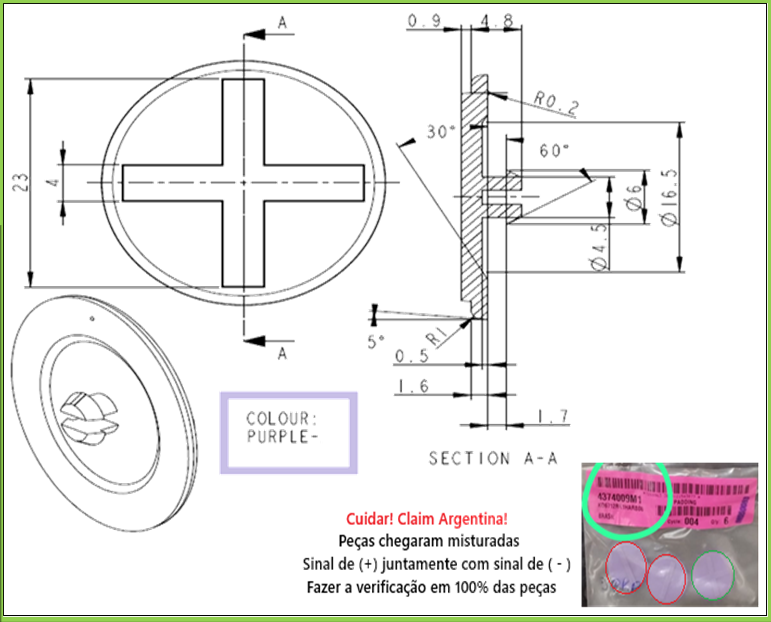 A
0.9
4.8
R0.2
30°
60°
23
4
Ø6
Ø16.5
Ø4.5
A
5°
R1
0.5
1.6
1.7
COLOUR:
PURPLE-
SECTION A-A
4374009M1
004
6
Cuidar! Claim Argentina!
Peças chegaram misturadas
Sinal de (+) juntamente com sinal de ( - )
Fazer a verificação em 100% das peças